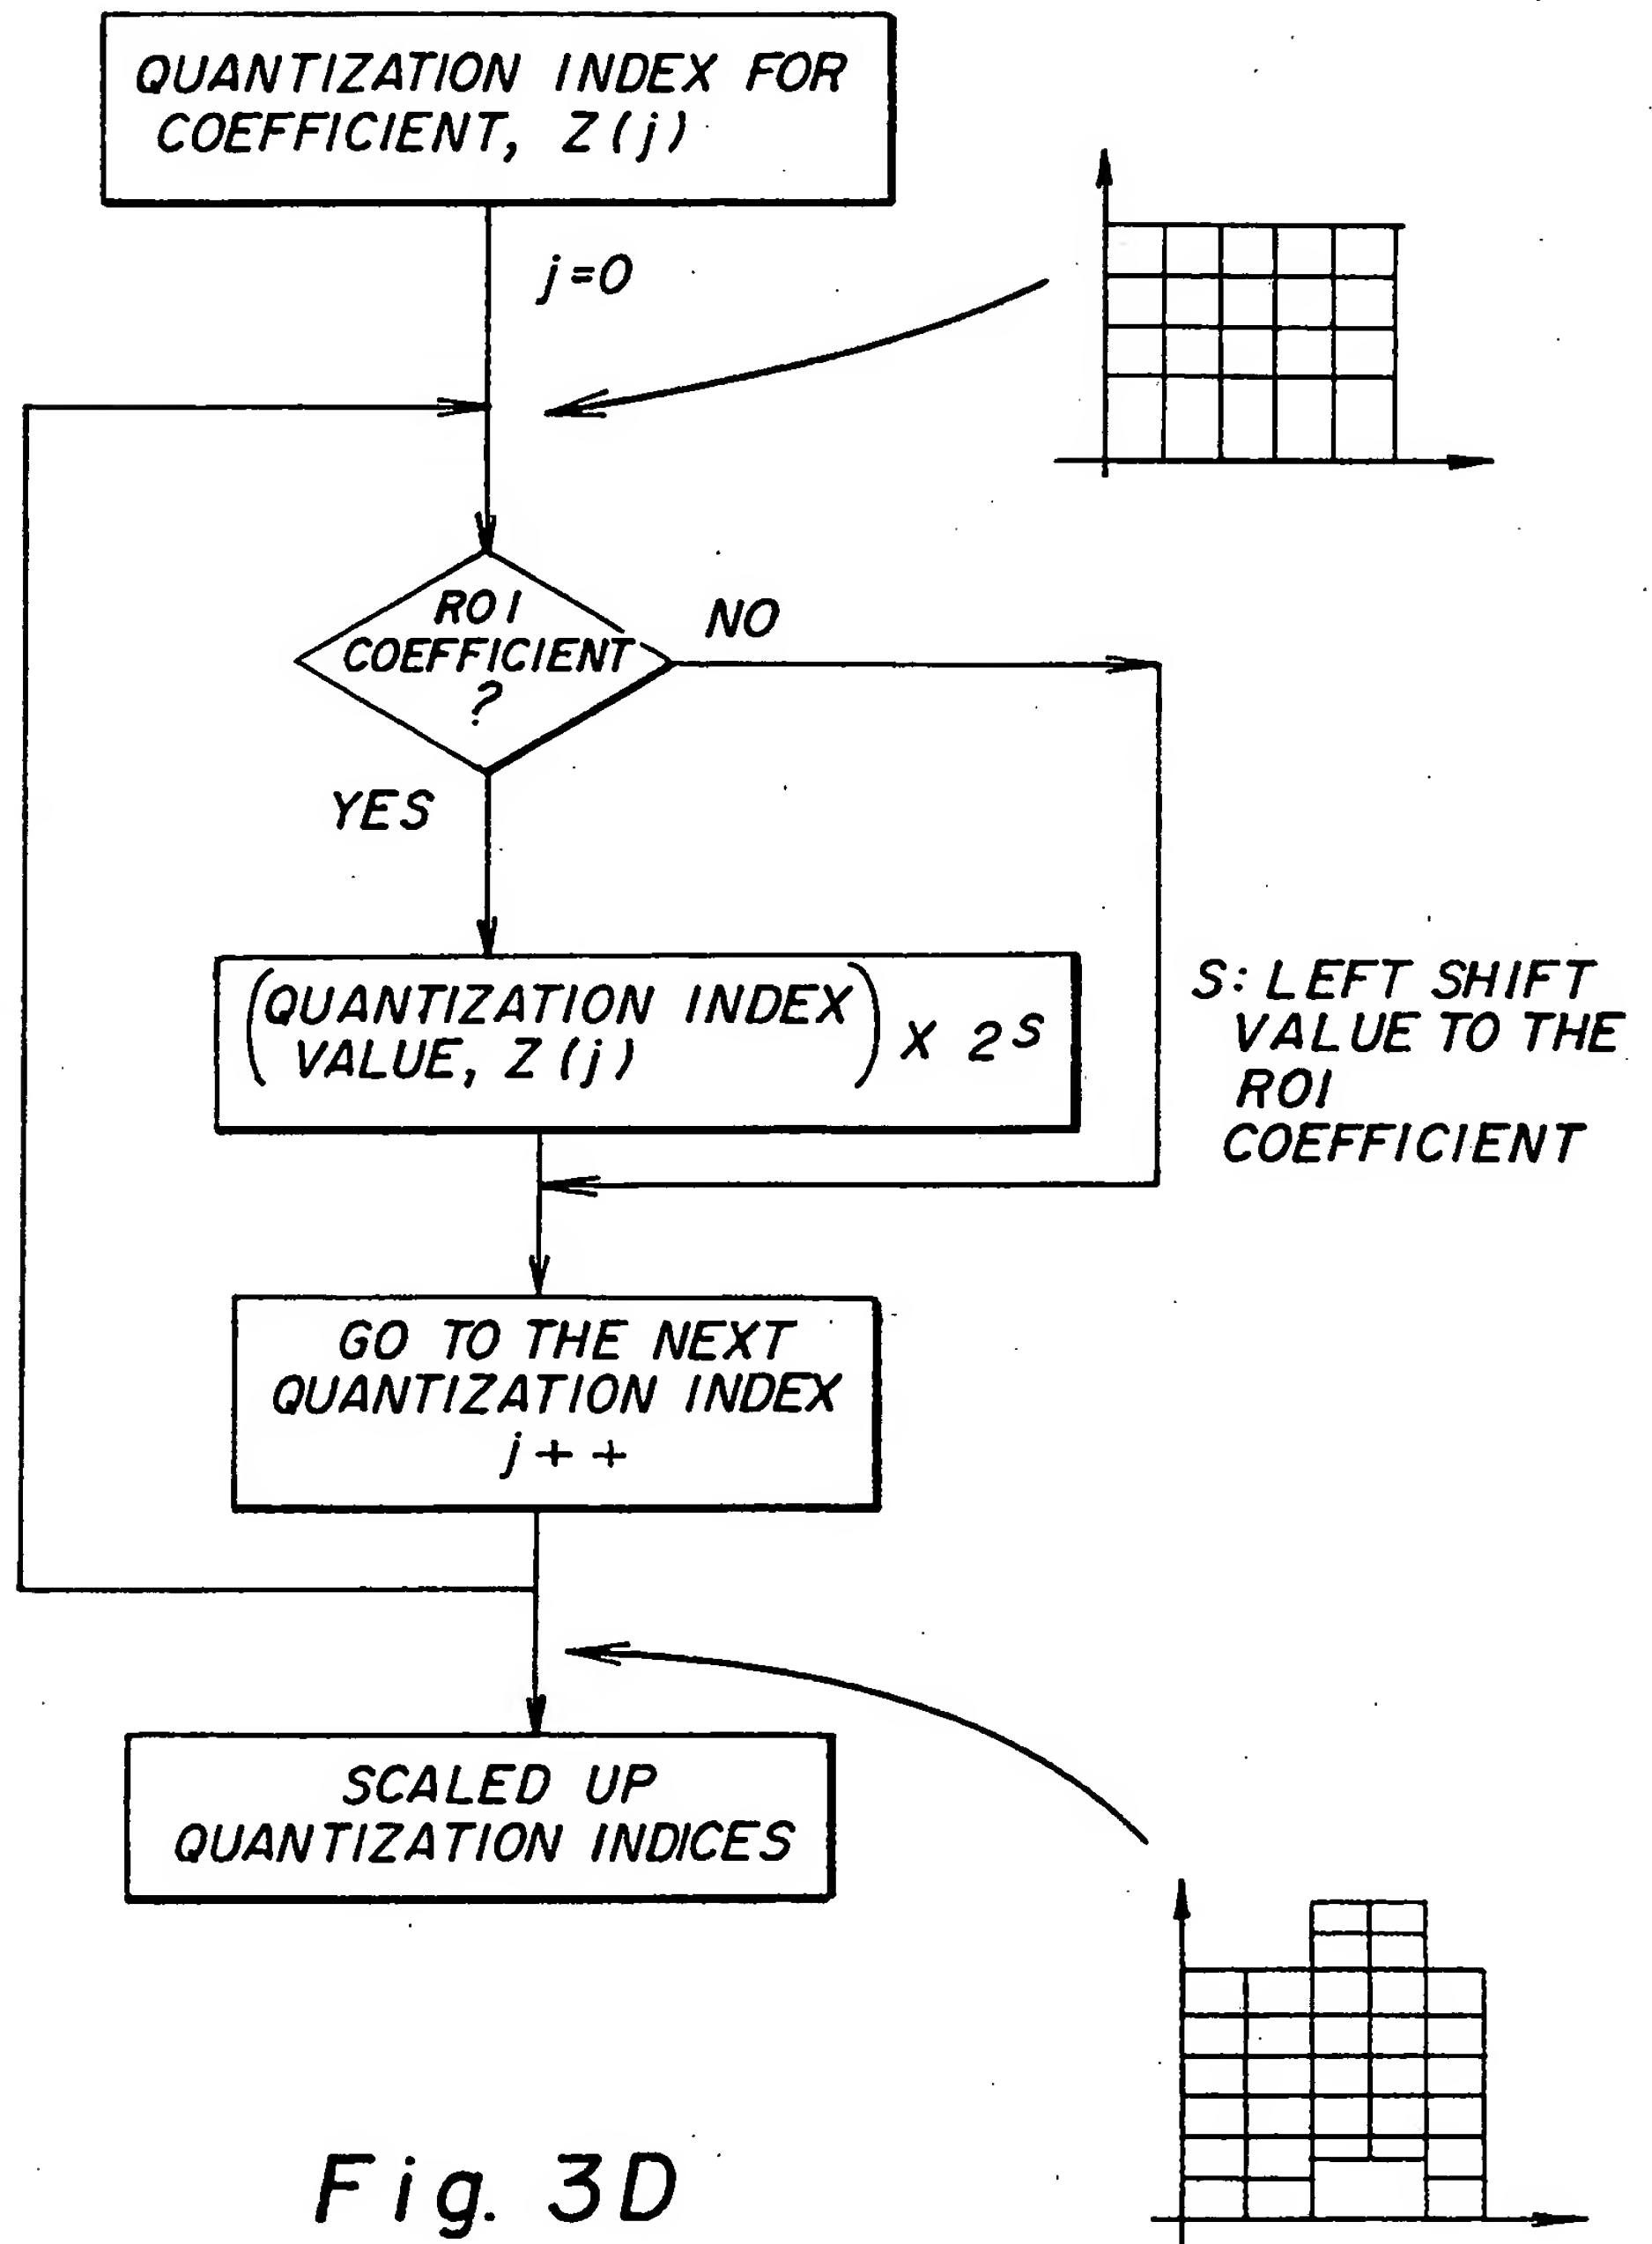 QUANTIZATION INDEX FOR
COEFFICIENT, Z(j)
j=0
ROI
COEFFICIENT
?
NO
YES
(QUANTIZATION INDEX
VALUE, Z(j)) X 2^S
S: LEFT SHIFT
VALUE TO THE
ROI
COEFFICIENT
GO TO THE NEXT
QUANTIZATION INDEX
j++
SCALED UP
QUANTIZATION INDICES
Fig. 3D